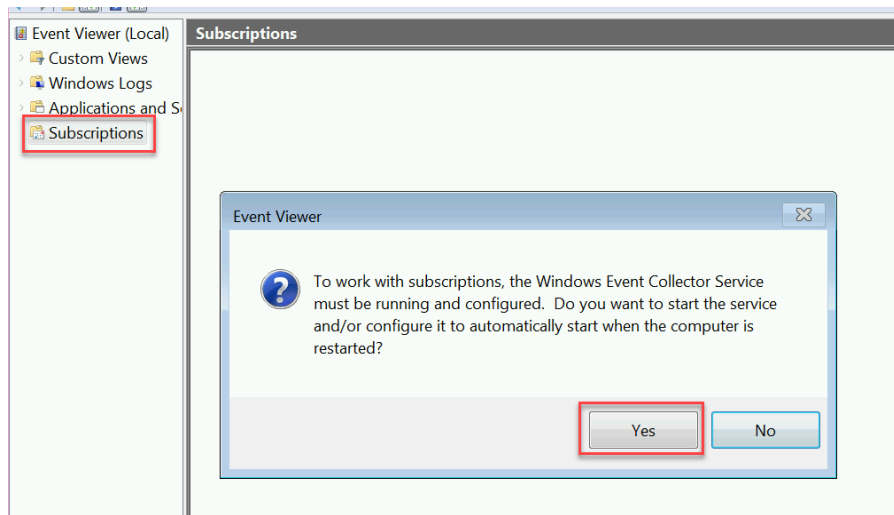 Event Viewer (Local)
Custom Views
Windows Logs
Applications and S
Subscriptions
Subscriptions
Event Viewer
To work with subscriptions, the Windows Event Collector Service
must be running and configured. Do you want to start the service
and/or configure it to automatically start when the computer is
restarted?
Yes
No